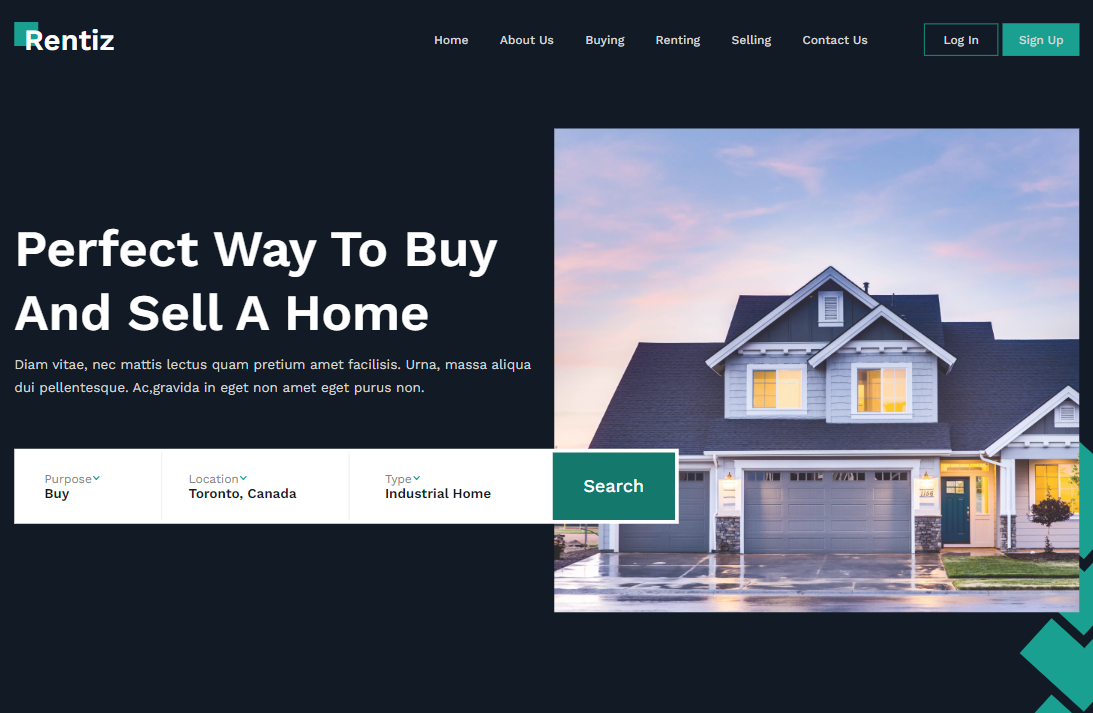 Rentiz
Home About Us Buying Renting Selling Contact Us Log In Sign Up
Perfect Way To Buy
And Sell A Home
Diam vitae, nec mattis lectus quam pretium amet facilisis. Urna, massa aliqua
dui pellentesque. Ac,gravida in eget non amet eget purus non.
Purpose Location Type
Buy Toronto, Canada Industrial Home
Search